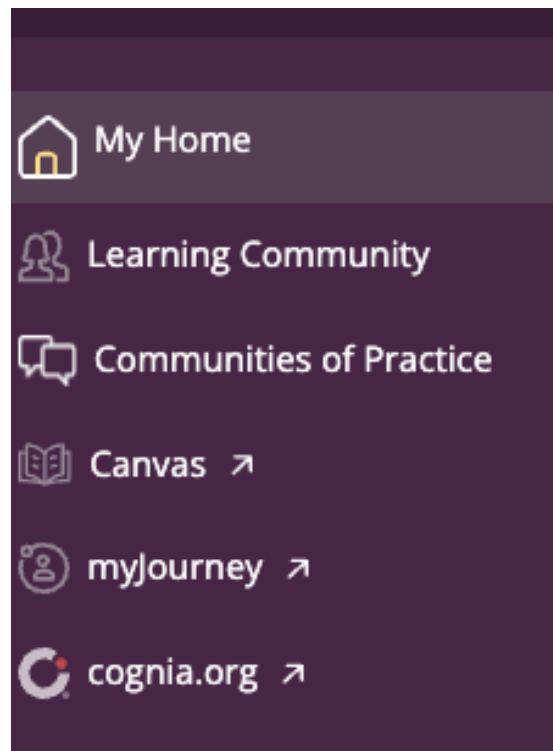 My Home
Learning Community
Communities of Practice
Canvas ↗
myJourney ↗
cognia.org ↗